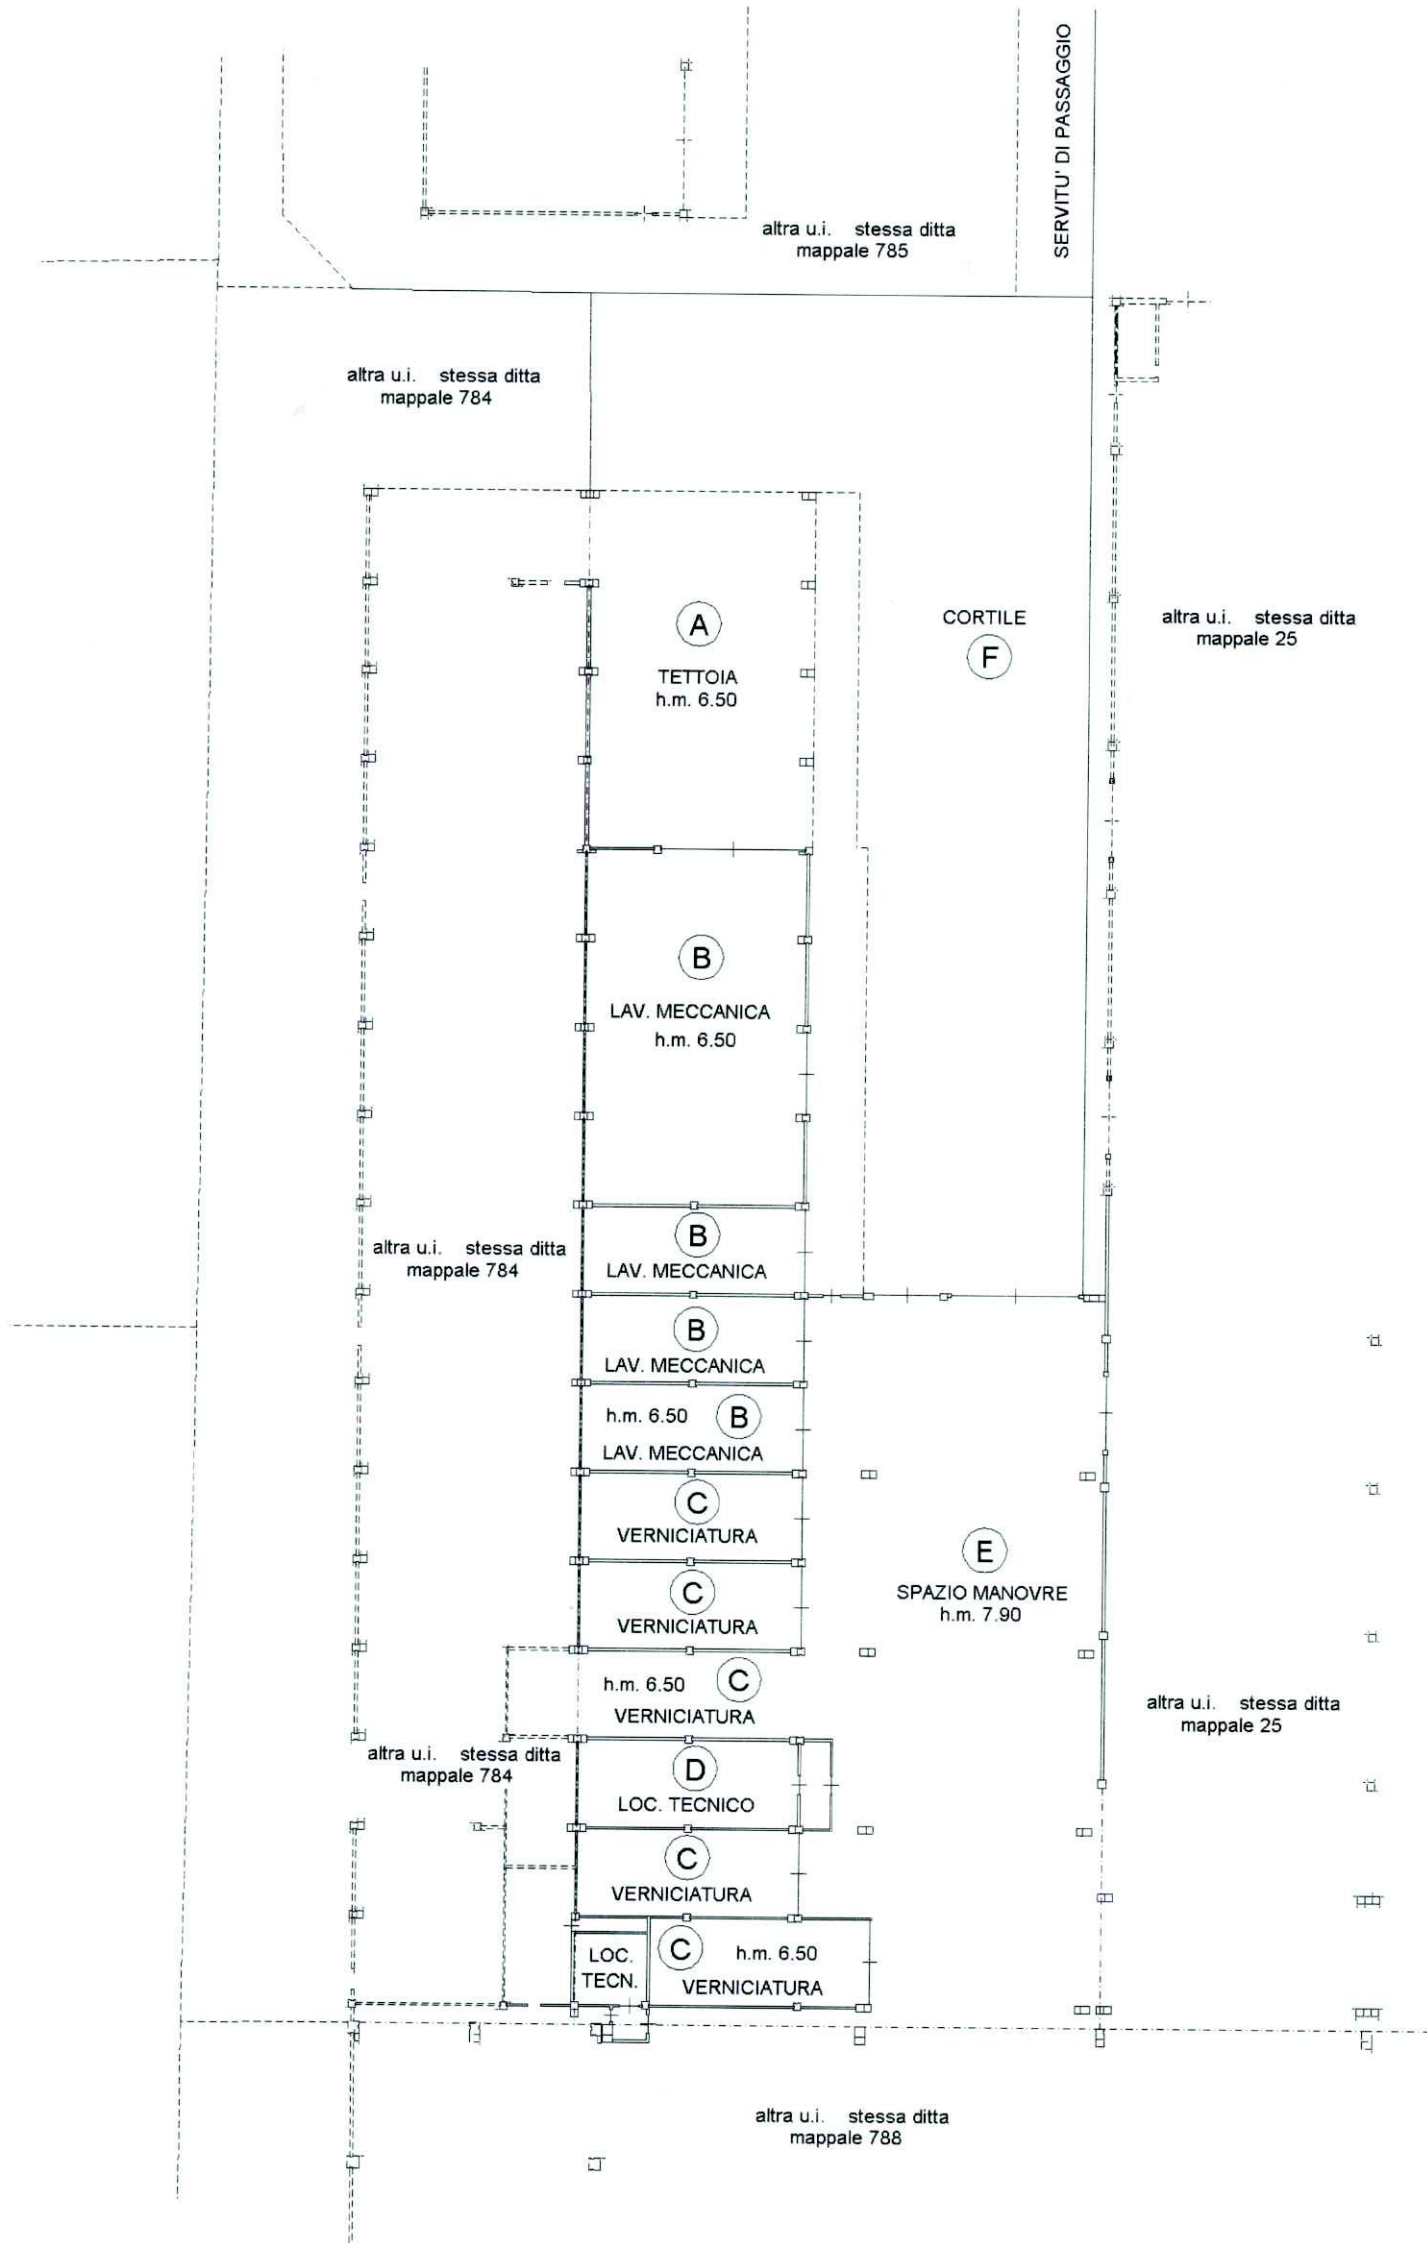 SERVITU' DI PASSAGGIO
altra u.i. stessa ditta
mappale 785
altra u.i. stessa ditta
mappale 784
A
TETTOIA
h.m. 6.50
CORTILE
F
altra u.i. stessa ditta
mappale 25
B
LAV. MECCANICA
h.m. 6.50
B
LAV. MECCANICA
altra u.i. stessa ditta
mappale 784
B
LAV. MECCANICA
h.m. 6.50 B
LAV. MECCANICA
C
VERNICIATURA
E
SPAZIO MANOVRE
h.m. 7.90
C
VERNICIATURA
h.m. 6.50 C
VERNICIATURA
altra u.i. stessa ditta
mappale 25
altra u.i. stessa ditta
mappale 784
D
LOC. TECNICO
C
VERNICIATURA
LOC.
TECN.
C h.m. 6.50
VERNICIATURA
altra u.i. stessa ditta
mappale 788